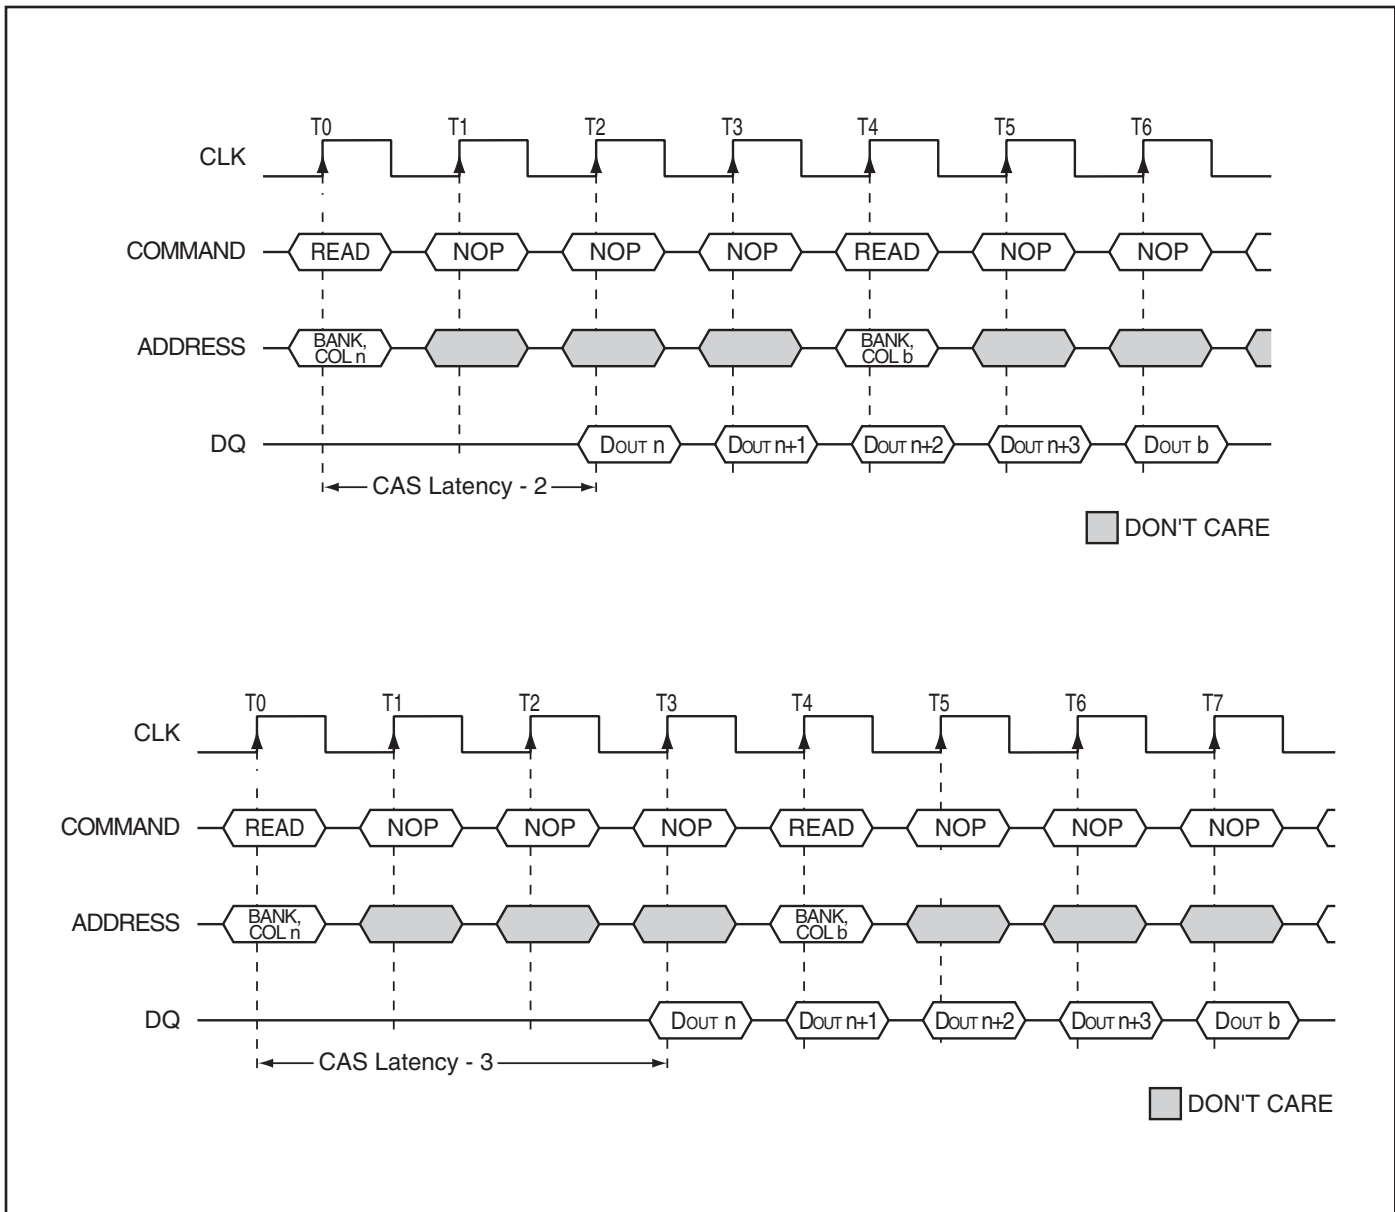 T0 T1 T2 T3 T4 T5 T6
CLK
COMMAND READ NOP NOP NOP READ NOP NOP
ADDRESS BANK, COL n BANK, COL b
DQ DOUT n DOUT n+1 DOUT n+2 DOUT n+3 DOUT b
CAS Latency - 2
DON'T CARE
T0 T1 T2 T3 T4 T5 T6 T7
CLK
COMMAND READ NOP NOP NOP READ NOP NOP NOP
ADDRESS BANK, COL n BANK, COL b
DQ DOUT n DOUT n+1 DOUT n+2 DOUT n+3 DOUT b
CAS Latency - 3
DON'T CARE